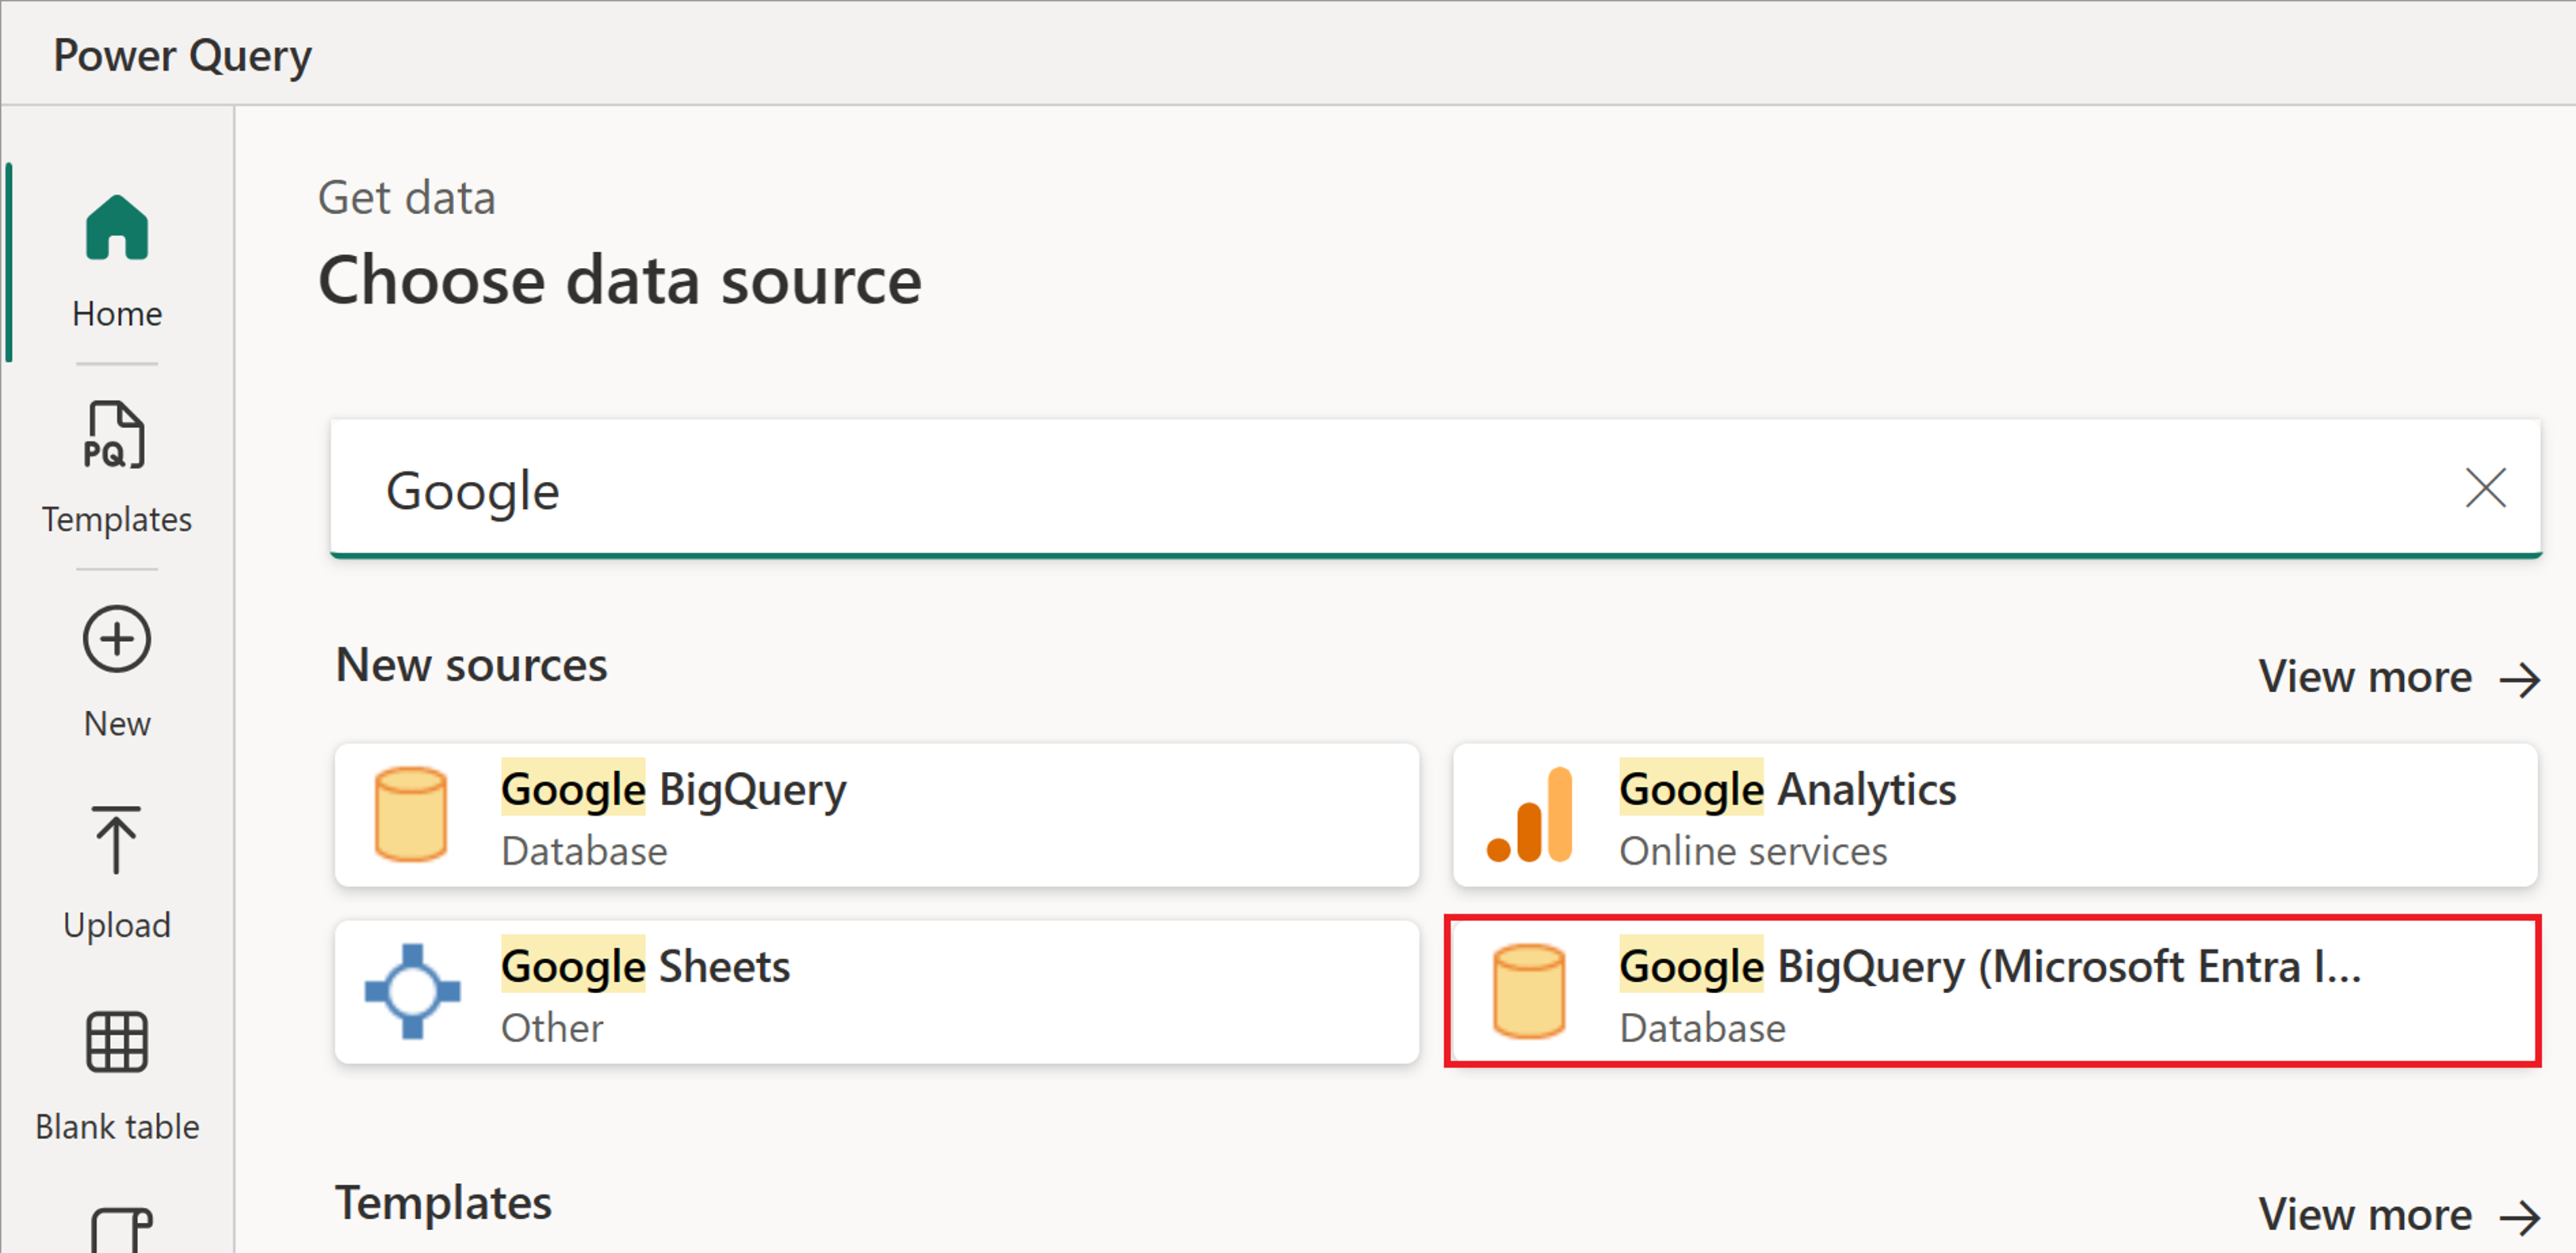 Power Query
Home
PQ
Templates
New
Upload
Blank table
Get data
Choose data source
Google
New sources
View more
Google BigQuery
Database
Google Analytics
Online services
Google Sheets
Other
Google BigQuery (Microsoft Entra I...
Database
Templates
View more